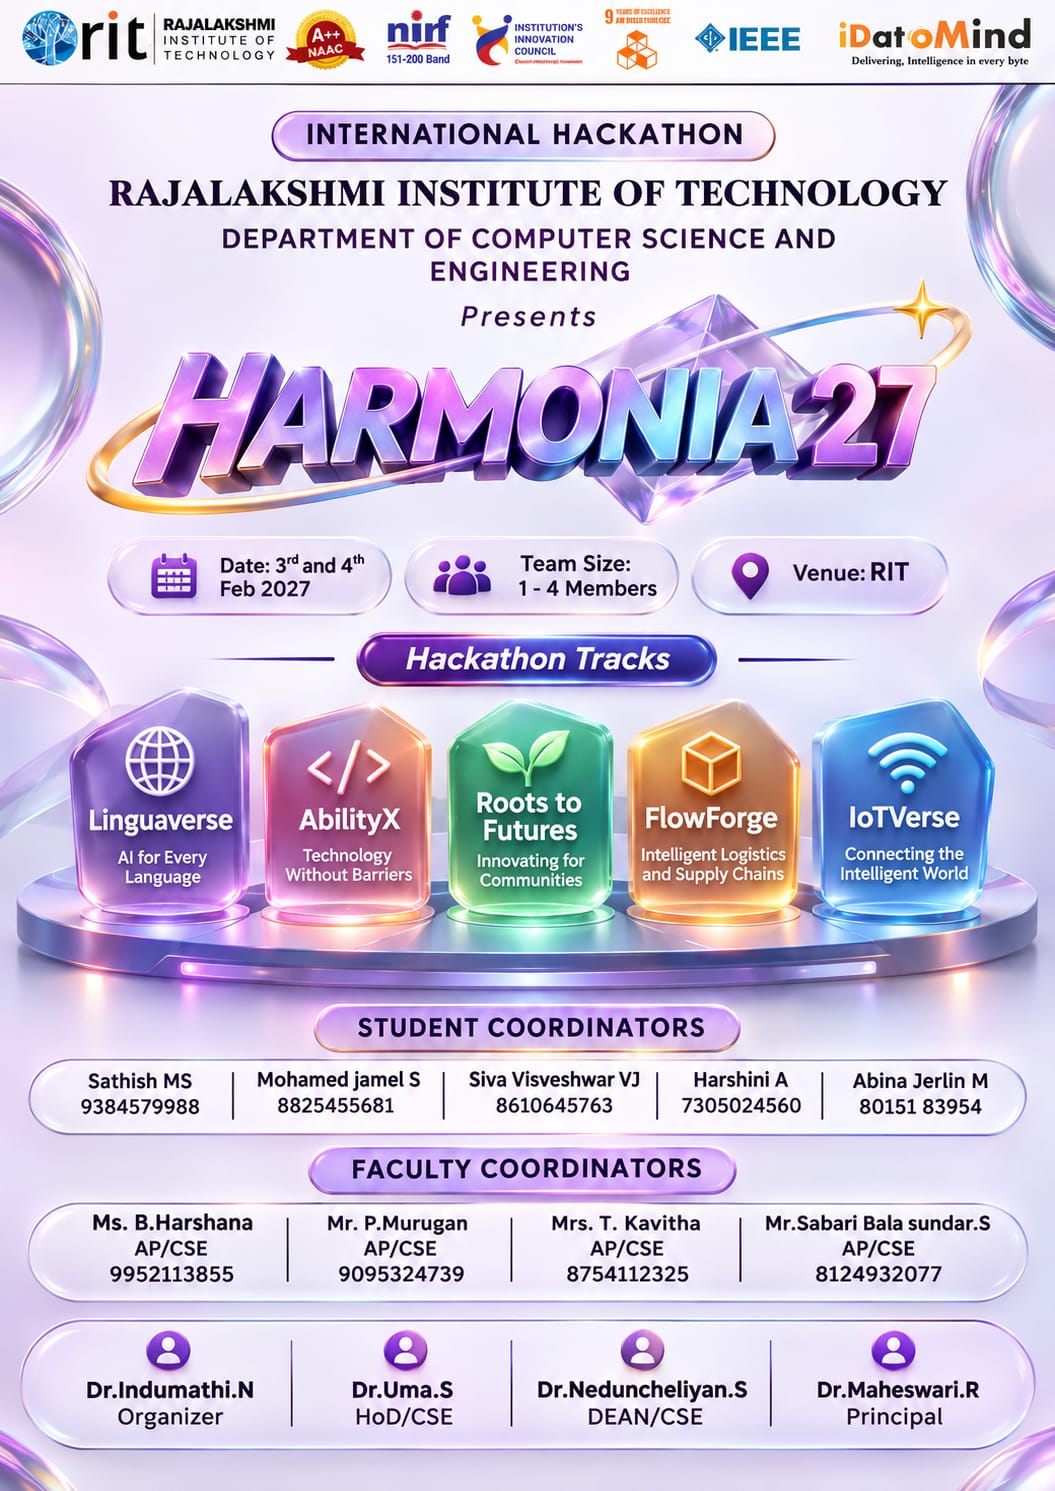 rit
RAJALAKSHMI
INSTITUTE OF
TECHNOLOGY
A++
NAAC
nirf
151-200 Band
INSTITUTION'S
INNOVATION
COUNCIL
9 YEARS OF EXCELLENCE
IEEE
iDatoMind
Delivering, Intelligence in every byte
INTERNATIONAL HACKATHON
RAJALAKSHMI INSTITUTE OF TECHNOLOGY
DEPARTMENT OF COMPUTER SCIENCE AND
ENGINEERING
Presents
HARMONIA27
Date: 3rd and 4th
Feb 2027
Team Size:
1 - 4 Members
Venue: RIT
Hackathon Tracks
Linguaverse
AI for Every
Language
AbilityX
Technology
Without Barriers
Roots to
Futures
Innovating for
Communities
FlowForge
Intelligent Logistics
and Supply Chains
IoTVerse
Connecting the
Intelligent World
STUDENT COORDINATORS
Sathish MS
9384579988
Mohamed jamel S
8825455681
Siva Visveshwar VJ
8610645763
Harshini A
7305024560
Abina Jerlin M
80151 83954
FACULTY COORDINATORS
Ms. B.Harshana
AP/CSE
9952113855
Mr. P.Murugan
AP/CSE
9095324739
Mrs. T. Kavitha
AP/CSE
8754112325
Mr.Sabari Bala sundar.S
AP/CSE
8124932077
Dr.Indumathi.N
Organizer
Dr.Uma.S
HoD/CSE
Dr.Neduncheliyan.S
DEAN/CSE
Dr.Maheswari.R
Principal